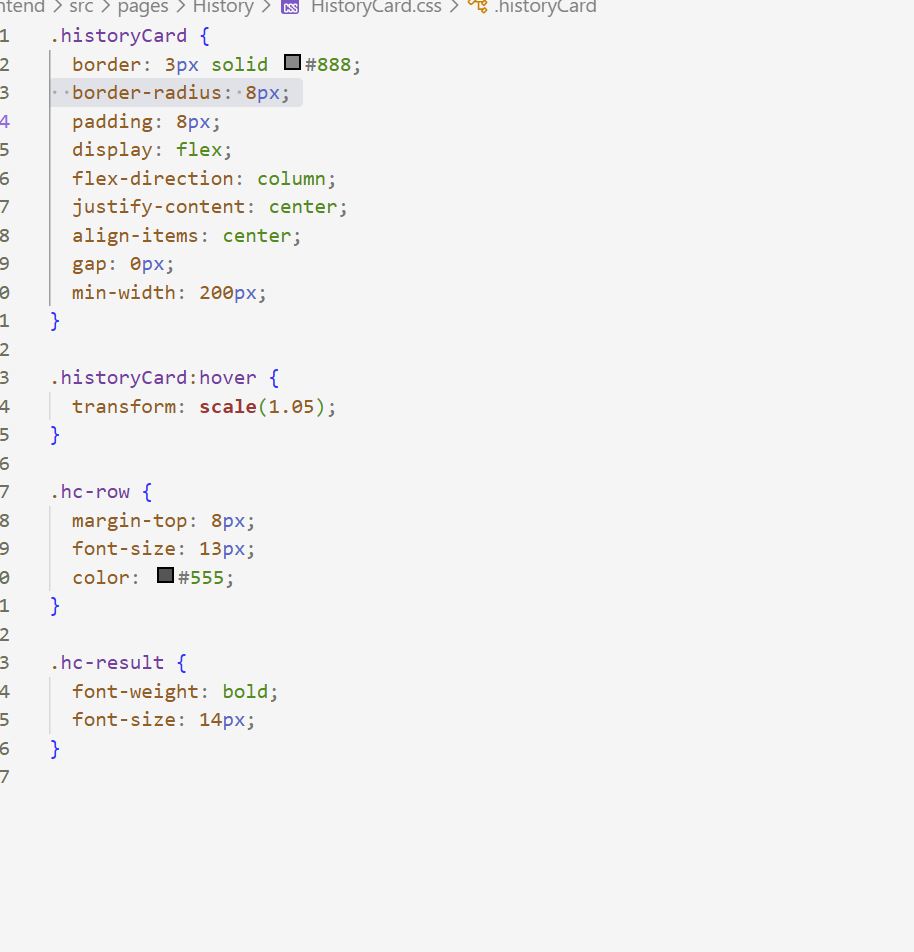 ntend > src > pages > History > HistoryCard.css > .historyCard
1 .historyCard {
2 border: 3px solid #888;
3 border-radius: 8px;
4 padding: 8px;
5 display: flex;
6 flex-direction: column;
7 justify-content: center;
8 align-items: center;
9 gap: 0px;
0 min-width: 200px;
1 }
2
3 .historyCard:hover {
4 transform: scale(1.05);
5 }
6
7 .hc-row {
8 margin-top: 8px;
9 font-size: 13px;
0 color: #555;
1 }
2
3 .hc-result {
4 font-weight: bold;
5 font-size: 14px;
6 }
7